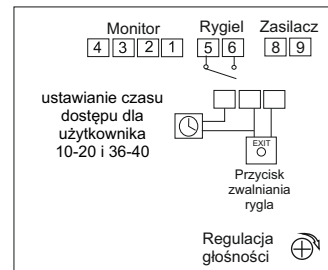 Monitor Rygiel Zasilacz
4 3 2 1 5 6 8 9
ustawianie czasu
dostępu dla
użytkownika
10-20 i 36-40
EXIT
Przycisk
zwalniania
rygla
Regulacja
głośności